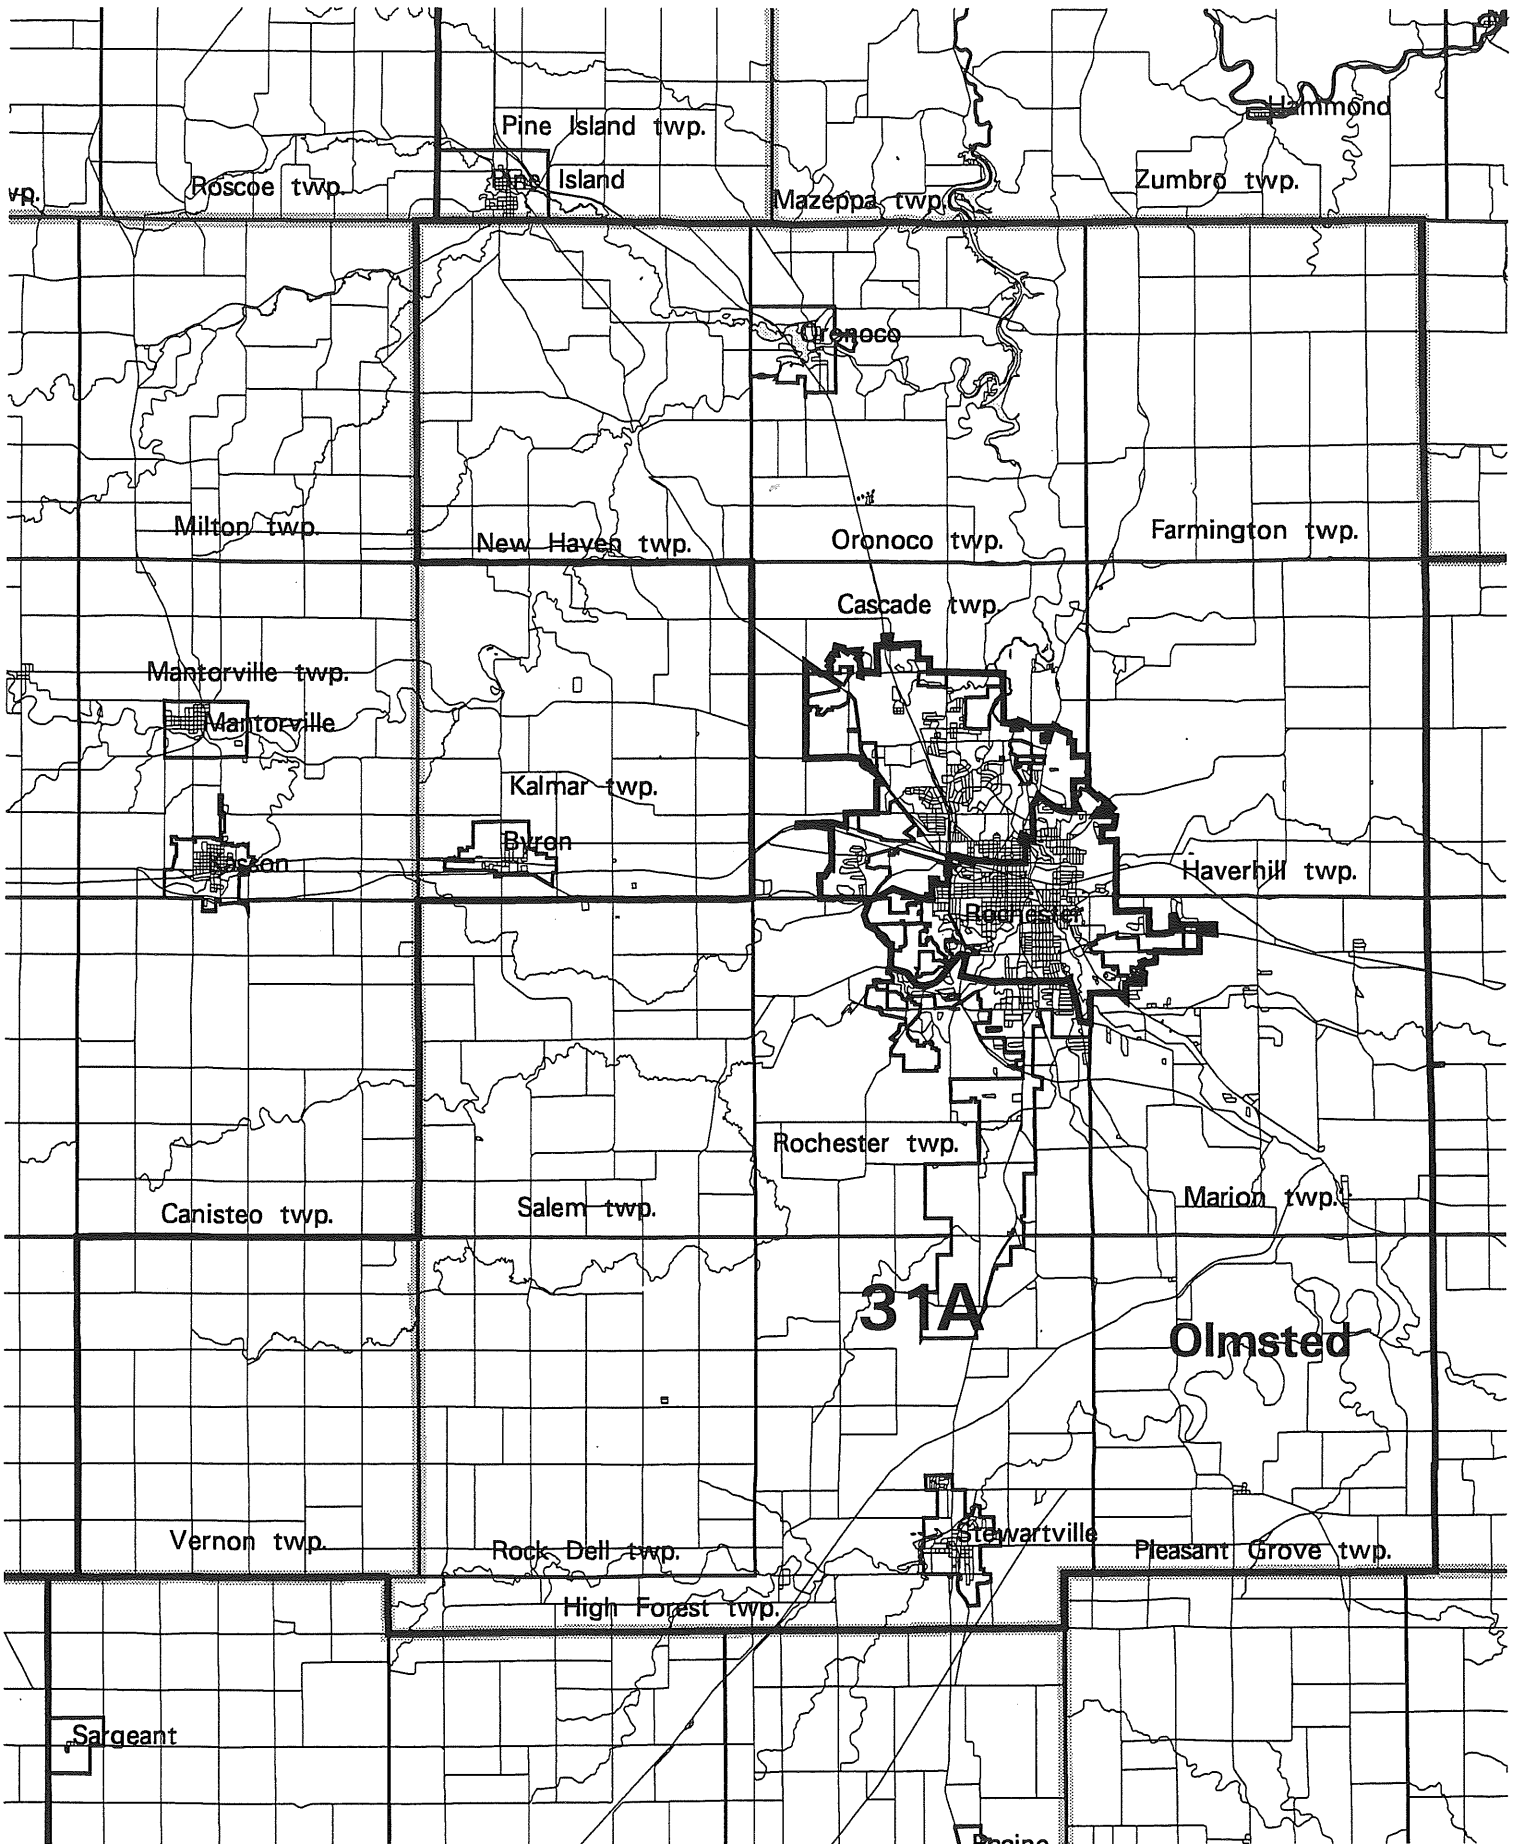 Hammond
Pine Island twp.
Pine Island
Zumbro twp.
wp.
Roscoe twp.
Mazeppa twp.
Oronoco
Milton twp.
New Haven twp.
Oronoco twp.
Farmington twp.
Cascade twp.
Mantorville twp.
Mantorville
Kalmar twp.
Byron
Haverhill twp.
Rochester
Rochester twp.
Marion twp.
Canisteo twp.
Salem twp.
31A
Olmsted
Stewartville
Vernon twp.
Rock Dell twp.
Pleasant Grove twp.
High Forest twp.
Sargeant